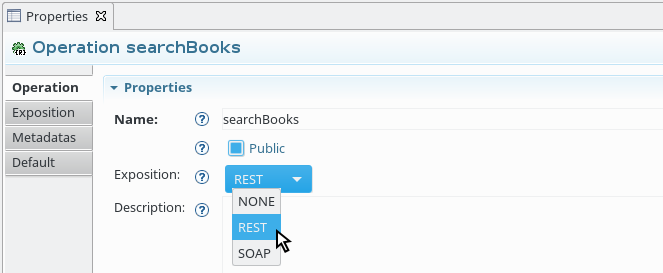 Properties
Operation searchBooks
Operation
Exposition
Metadatas
Default
Properties
Name: searchBooks
Public
Exposition: REST
NONE
Description:
REST
SOAP